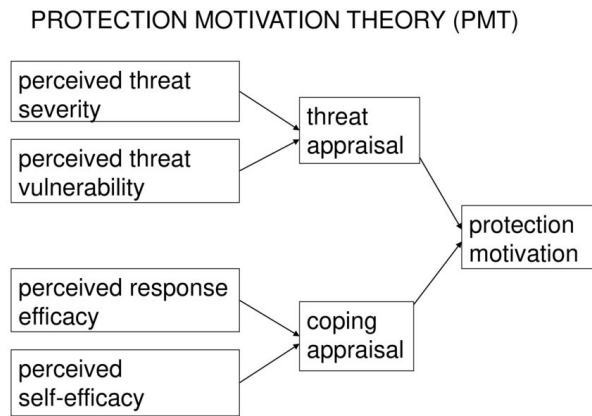 PROTECTION MOTIVATION THEORY (PMT)
perceived threat
severity
perceived threat
vulnerability
threat
appraisal
protection
motivation
perceived response
efficacy
perceived
self-efficacy
coping
appraisal